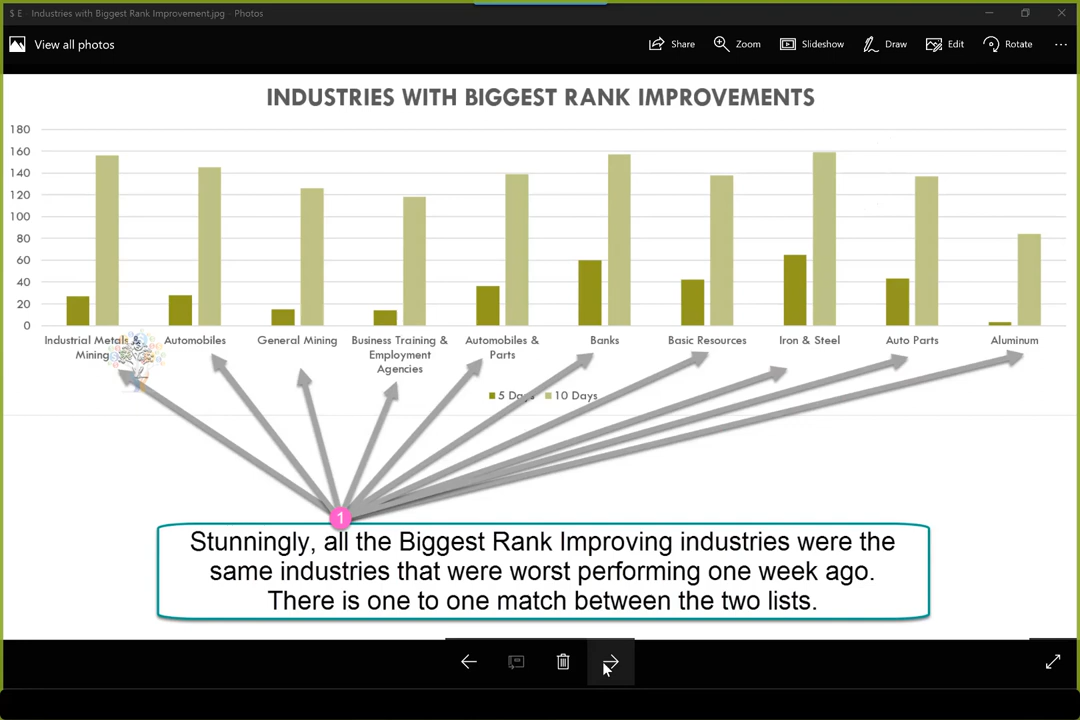 $ E Industries with Biggest Rank Improvement.jpg Photos
View all photos
Share
Zoom
Slideshow
Draw
Edit
Rotate
INDUSTRIES WITH BIGGEST RANK IMPROVEMENTS
180
160
140
120
100
80
60
40
20
0
Industrial Metals &
Mining
Automobiles
General Mining
Business Training &
Employment
Agencies
Automobiles &
Parts
Banks
Basic Resources
Iron & Steel
Auto Parts
Aluminum
5 Days
10 Days
1
Stunningly, all the Biggest Rank Improving industries were the
same industries that were worst performing one week ago.
There is one to one match between the two lists.